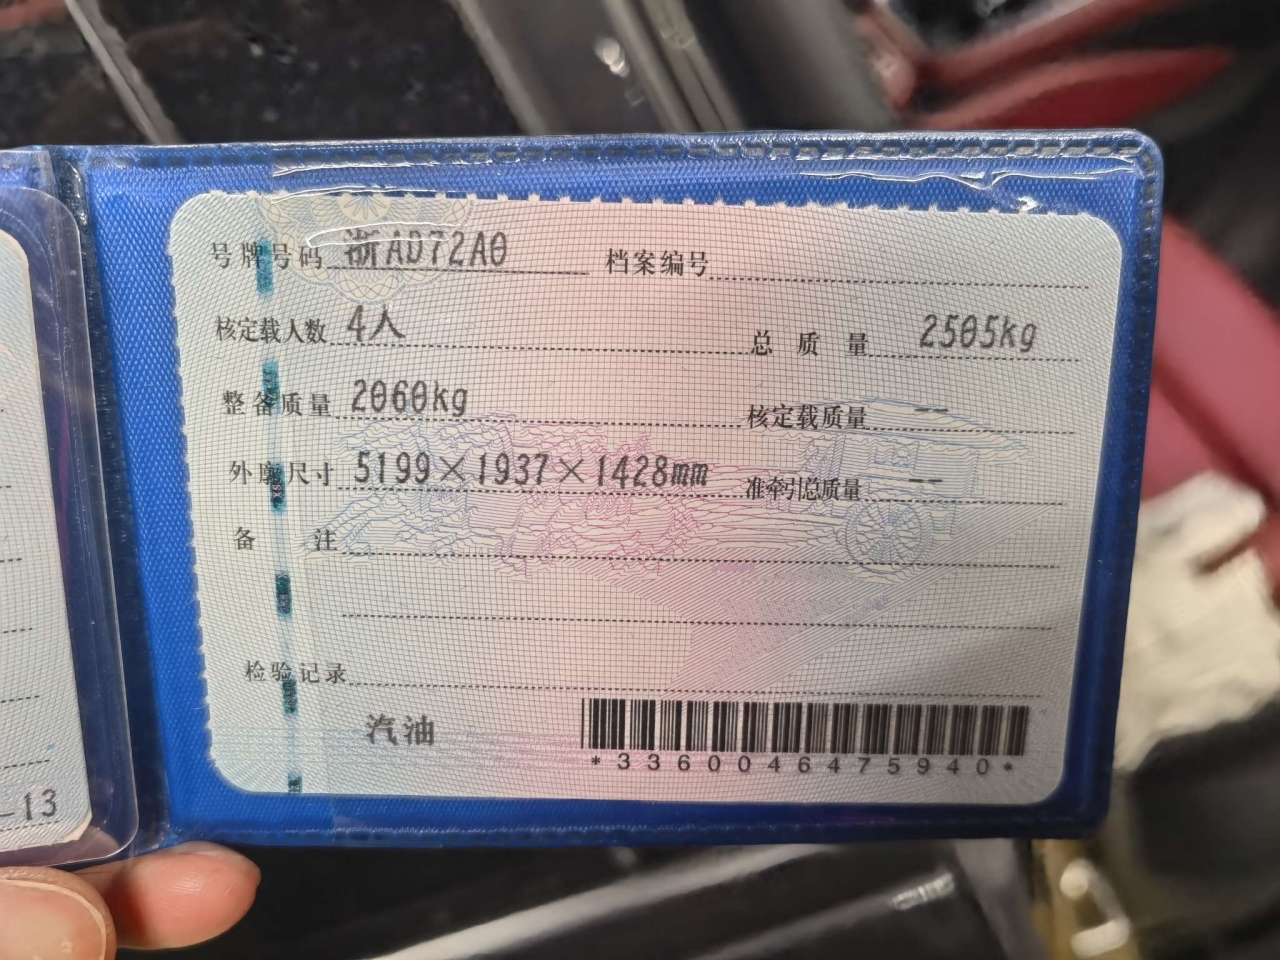 号牌号码 浙AD72A0 档案编号
核定载人数 4人 总质量 2505kg
整备质量 2060kg 核定载质量 --
外廓尺寸 5199×1937×1428mm 准牵引总质量 --
备注
检验记录
汽油
*3360046475940*
-13